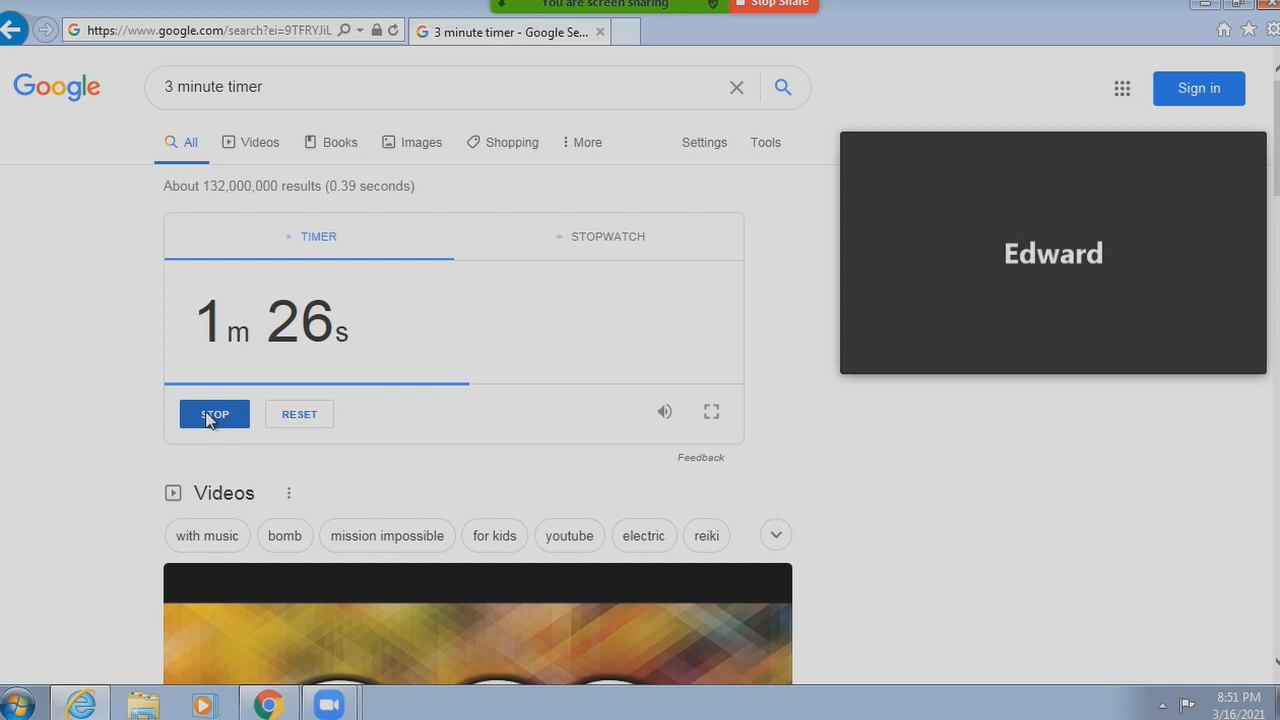 You are screen sharing
Stop Share
https://www.google.com/search?ei=9TFRYJiL
3 minute timer - Google Se...
Google
3 minute timer
Sign in
All
Videos
Books
Images
Shopping
More
Settings
Tools
About 132,000,000 results (0.39 seconds)
Edward
TIMER
STOPWATCH
1m 26s
STOP
RESET
Feedback
Videos
with music
bomb
mission impossible
for kids
youtube
electric
reiki
8:51 PM
3/16/2021